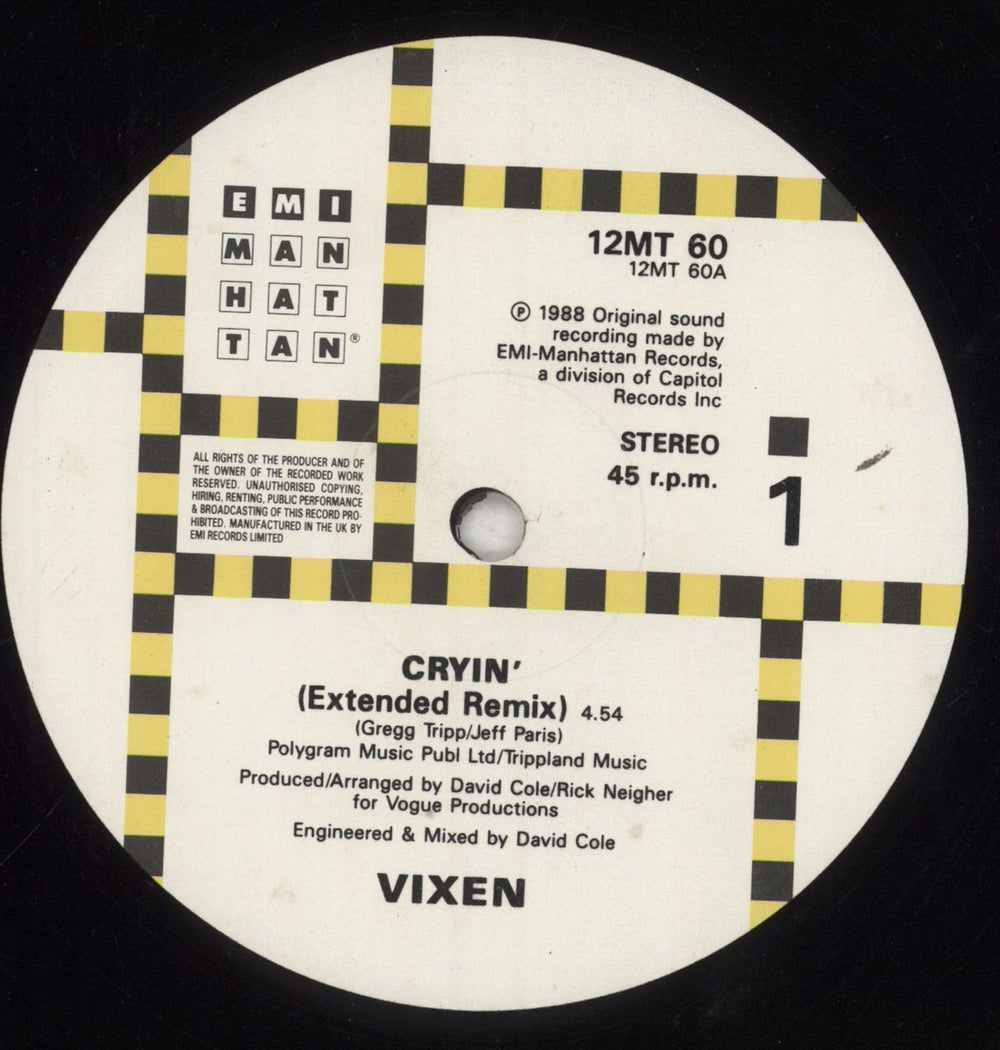 EMI
MAN
HAT
TAN®
12MT 60
12MT 60A
Ⓟ 1988 Original sound
recording made by
EMI-Manhattan Records,
a division of Capitol
Records Inc
STEREO
45 r.p.m.
1
ALL RIGHTS OF THE PRODUCER AND OF
THE OWNER OF THE RECORDED WORK
RESERVED. UNAUTHORISED COPYING,
HIRING, RENTING, PUBLIC PERFORMANCE
& BROADCASTING OF THIS RECORD PRO-
HIBITED. MANUFACTURED IN THE UK BY
EMI RECORDS LIMITED
CRYIN'
(Extended Remix) 4.54
(Gregg Tripp/Jeff Paris)
Polygram Music Publ Ltd/Trippland Music
Produced/Arranged by David Cole/Rick Neigher
for Vogue Productions
Engineered & Mixed by David Cole
VIXEN